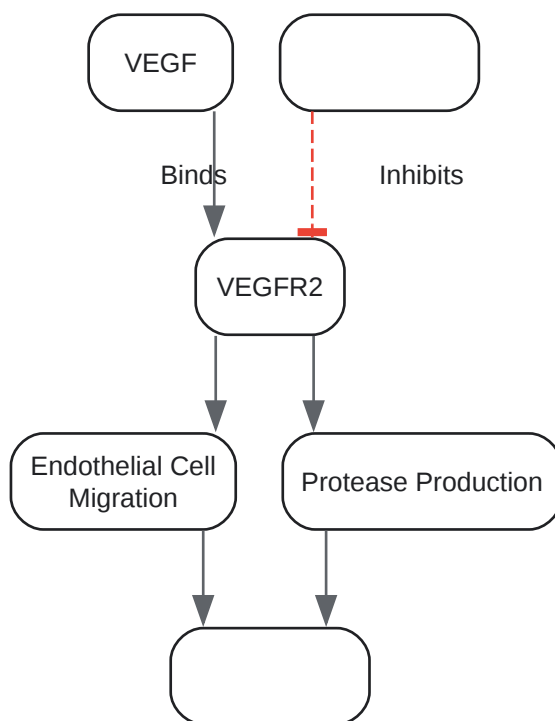 VEGF
Binds
Inhibits
VEGFR2
Endothelial Cell
Migration
Protease Production